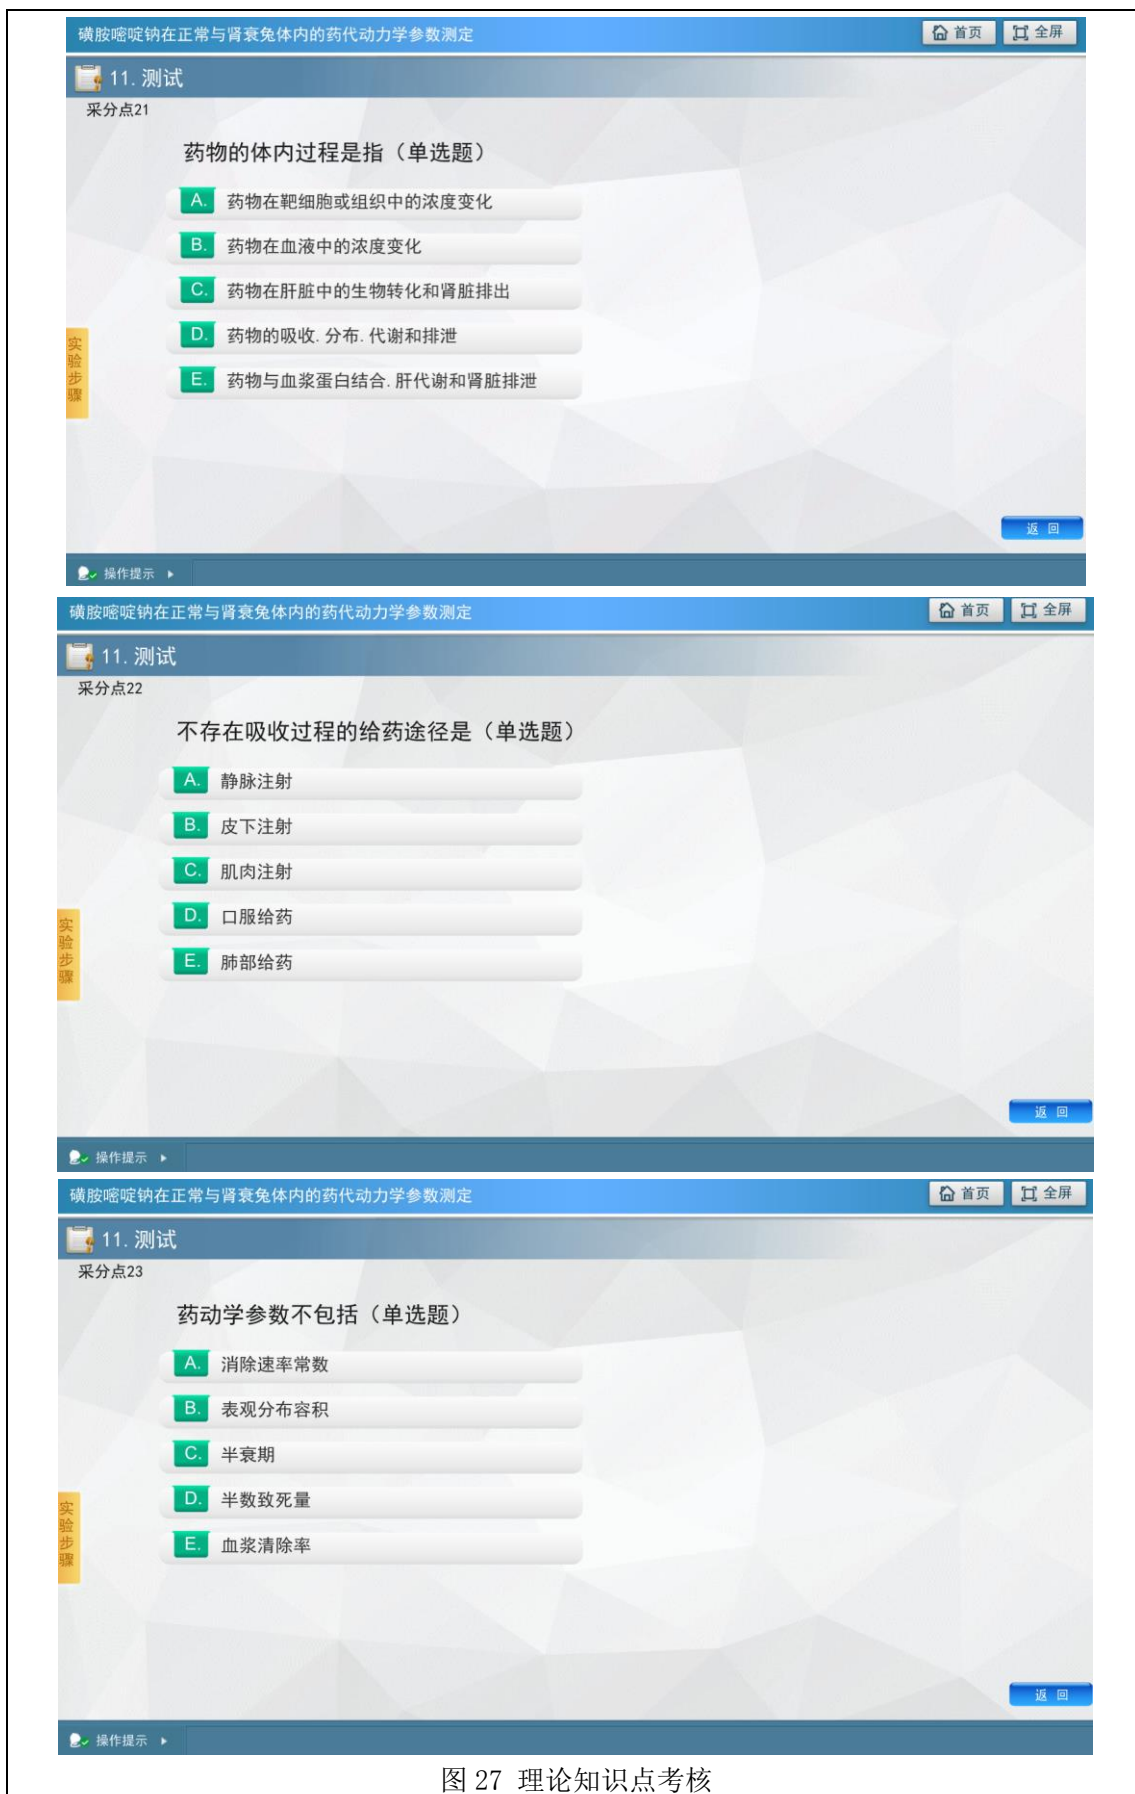 磺胺嘧啶钠在正常与肾衰兔体内的药代动力学参数测定
首页 全屏
11. 测试
采分点21
药物的体内过程是指（单选题）
A. 药物在靶细胞或组织中的浓度变化
B. 药物在血液中的浓度变化
C. 药物在肝脏中的生物转化和肾脏排出
D. 药物的吸收. 分布. 代谢和排泄
E. 药物与血浆蛋白结合. 肝代谢和肾脏排泄
实验步骤
返 回
操作提示
磺胺嘧啶钠在正常与肾衰兔体内的药代动力学参数测定
首页 全屏
11. 测试
采分点22
不存在吸收过程的给药途径是（单选题）
A. 静脉注射
B. 皮下注射
C. 肌肉注射
D. 口服给药
E. 肺部给药
实验步骤
返 回
操作提示
磺胺嘧啶钠在正常与肾衰兔体内的药代动力学参数测定
首页 全屏
11. 测试
采分点23
药动学参数不包括（单选题）
A. 消除速率常数
B. 表观分布容积
C. 半衰期
D. 半数致死量
E. 血浆清除率
实验步骤
返 回
操作提示
图 27 理论知识点考核